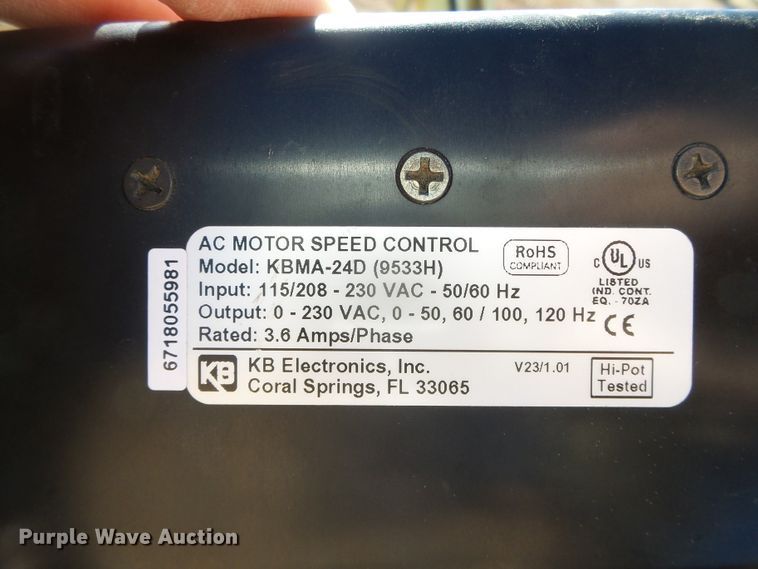 AC MOTOR SPEED CONTROL
Model: KBMA-24D (9533H)
Input: 115/208 - 230 VAC - 50/60 Hz
Output: 0 - 230 VAC, 0 - 50, 60 / 100, 120 Hz
Rated: 3.6 Amps/Phase
RoHS
COMPLIANT
C UL US
LISTED
IND. CONT.
EQ. - 70ZA
CE
KB
KB Electronics, Inc.
Coral Springs, FL 33065
V23/1.01
Hi-Pot
Tested
6718055981
Purple Wave Auction